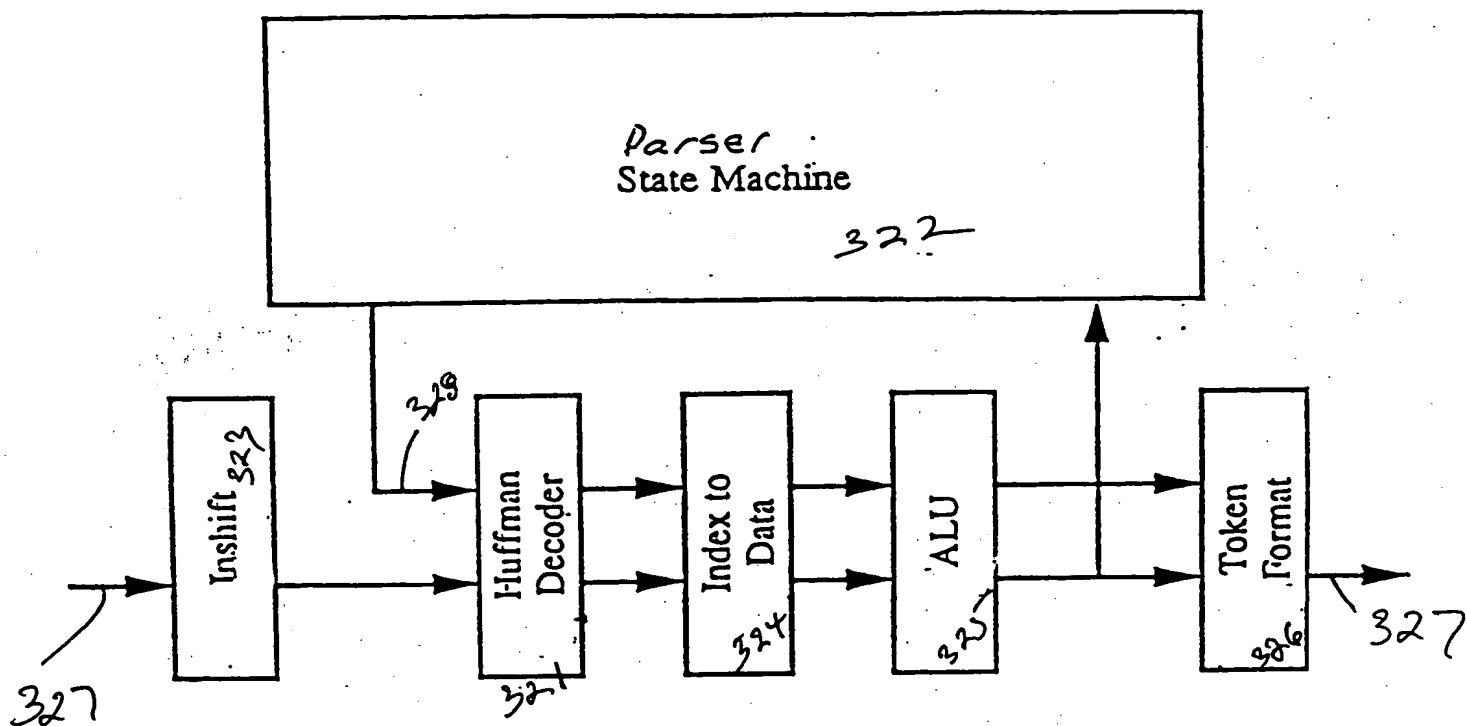 Parser
State Machine
322
Inshift 323
Huffman
Decoder
321
Index to
Data
324
ALU
325
Token
Format
326
327
327